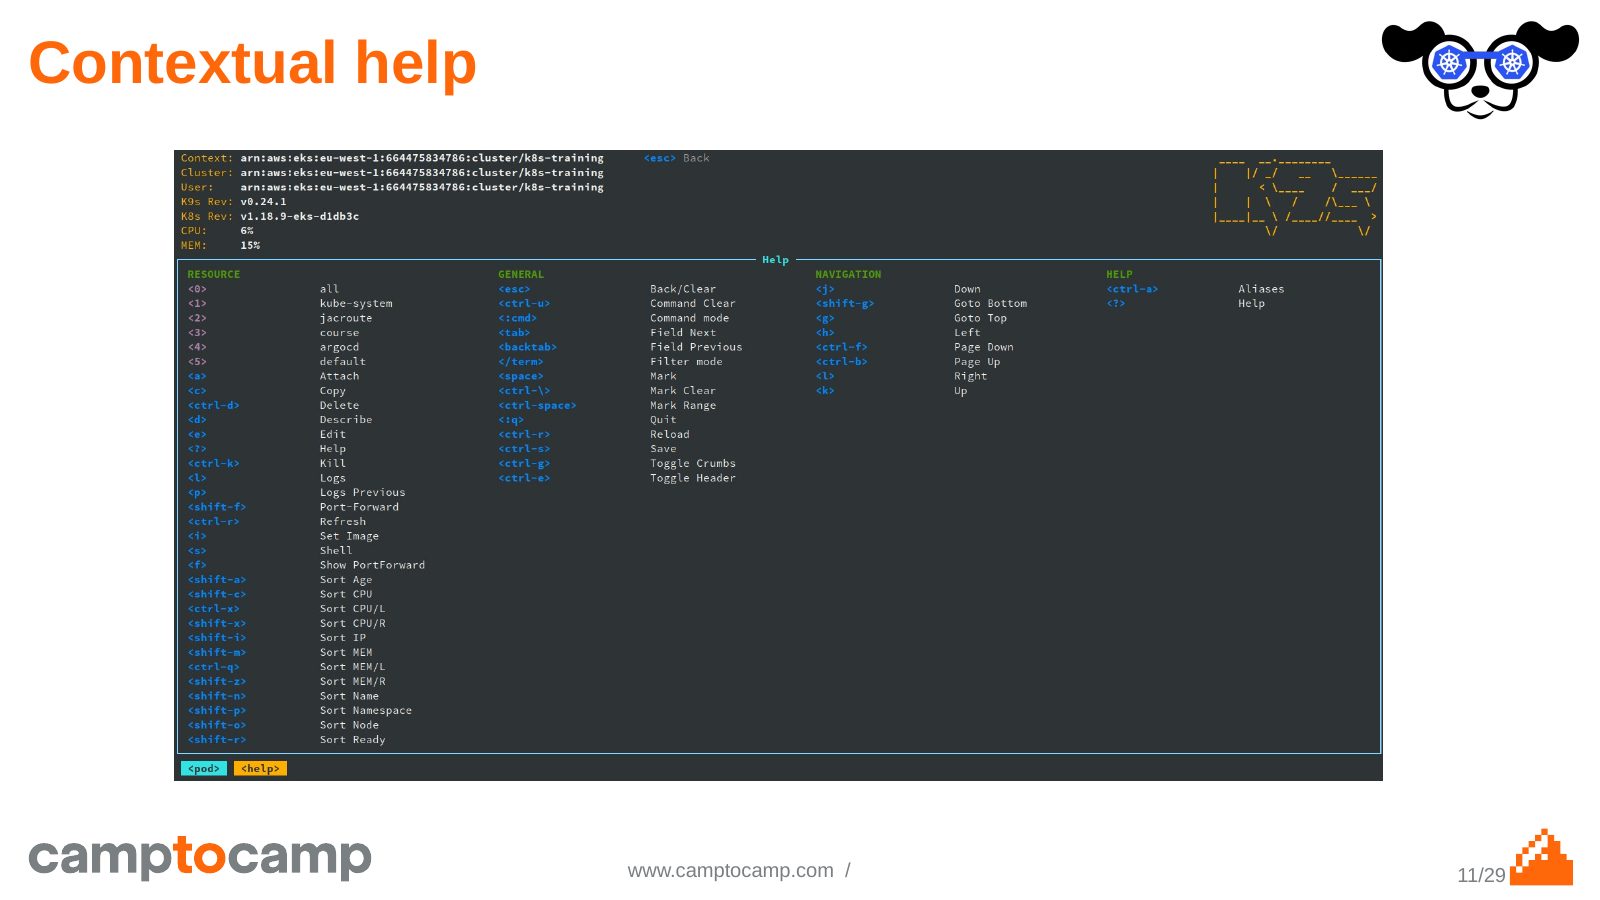 Contextual help
Context: arn:aws:eks:eu-west-1:664475834786:cluster/k8s-training <esc> Back
Cluster: arn:aws:eks:eu-west-1:664475834786:cluster/k8s-training
User: arn:aws:eks:eu-west-1:664475834786:cluster/k8s-training
K9s Rev: v0.24.1
K8s Rev: v1.18.9-eks-d1db3c
CPU: 6%
MEM: 15%
Help
RESOURCE GENERAL NAVIGATION HELP
<0> all <esc> Back/Clear <j> Down <ctrl-a> Aliases
<1> kube-system <ctrl-u> Command Clear <shift-g> Goto Bottom <?> Help
<2> jacroute <:cmd> Command mode <g> Goto Top
<3> course <tab> Field Next <h> Left
<4> argocd <backtab> Field Previous <ctrl-f> Page Down
<5> default </term> Filter mode <ctrl-b> Page Up
<a> Attach <space> Mark <l> Right
<c> Copy <ctrl-\> Mark Clear <k> Up
<ctrl-d> Delete <ctrl-space> Mark Range
<d> Describe <:q> Quit
<e> Edit <ctrl-r> Reload
<?> Help <ctrl-s> Save
<ctrl-k> Kill <ctrl-g> Toggle Crumbs
<l> Logs <ctrl-e> Toggle Header
<p> Logs Previous
<shift-f> Port-Forward
<ctrl-r> Refresh
<i> Set Image
<s> Shell
<f> Show PortForward
<shift-a> Sort Age
<shift-c> Sort CPU
<ctrl-x> Sort CPU/L
<shift-x> Sort CPU/R
<shift-i> Sort IP
<shift-m> Sort MEM
<ctrl-q> Sort MEM/L
<shift-z> Sort MEM/R
<shift-n> Sort Name
<shift-p> Sort Namespace
<shift-o> Sort Node
<shift-r> Sort Ready
<pod> <help>
camptocamp
www.camptocamp.com /
11/29